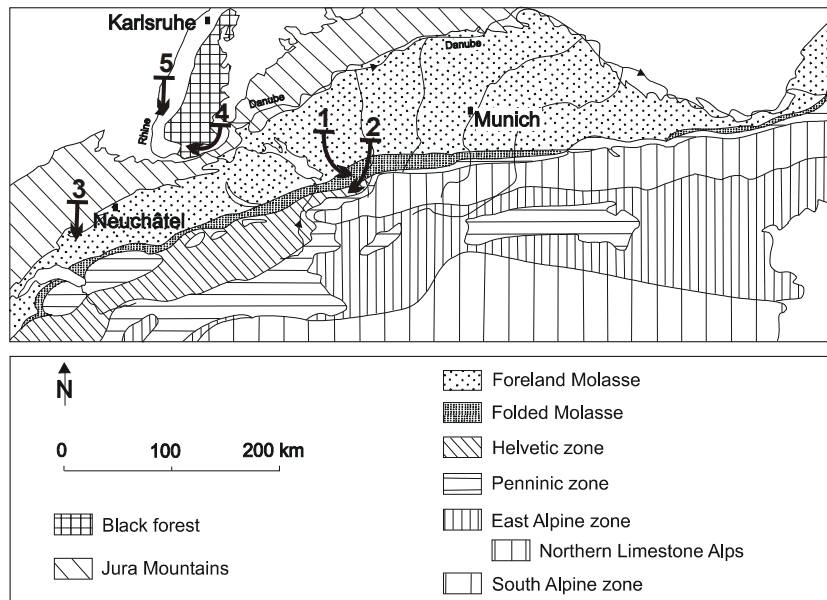 Karlsruhe
Danube
5
Danube
4
Rhine
1
2
Munich
3
Neuchâtel
N
0 100 200 km
Black forest
Jura Mountains
Foreland Molasse
Folded Molasse
Helvetic zone
Penninic zone
East Alpine zone
Northern Limestone Alps
South Alpine zone